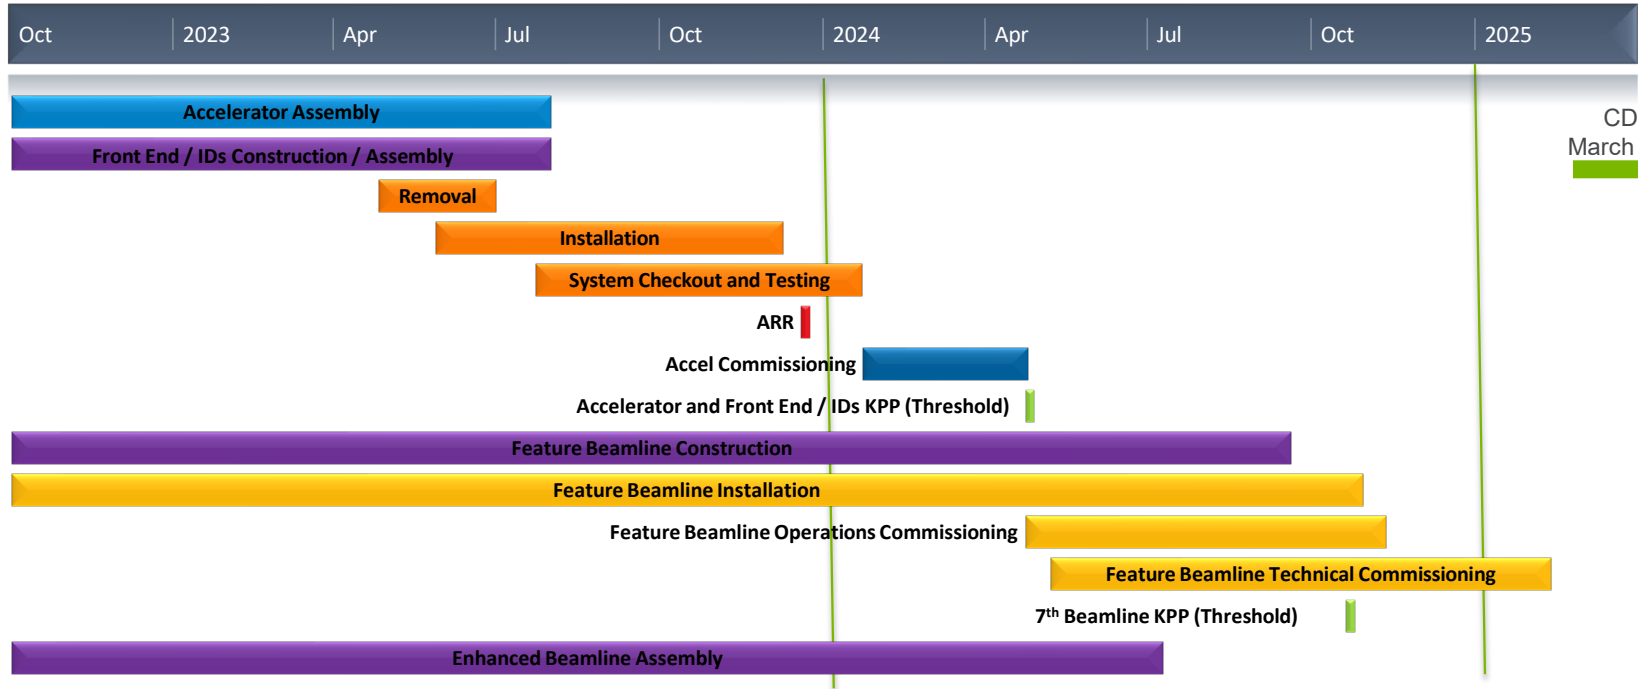 Oct 2023 Apr Jul Oct 2024 Apr Jul Oct 2025
Accelerator Assembly
CD
Front End / IDs Construction / Assembly
March
Removal
Installation
System Checkout and Testing
ARR
Accel Commissioning
Accelerator and Front End / IDs KPP (Threshold)
Feature Beamline Construction
Feature Beamline Installation
Feature Beamline Operations Commissioning
Feature Beamline Technical Commissioning
7th Beamline KPP (Threshold)
Enhanced Beamline Assembly